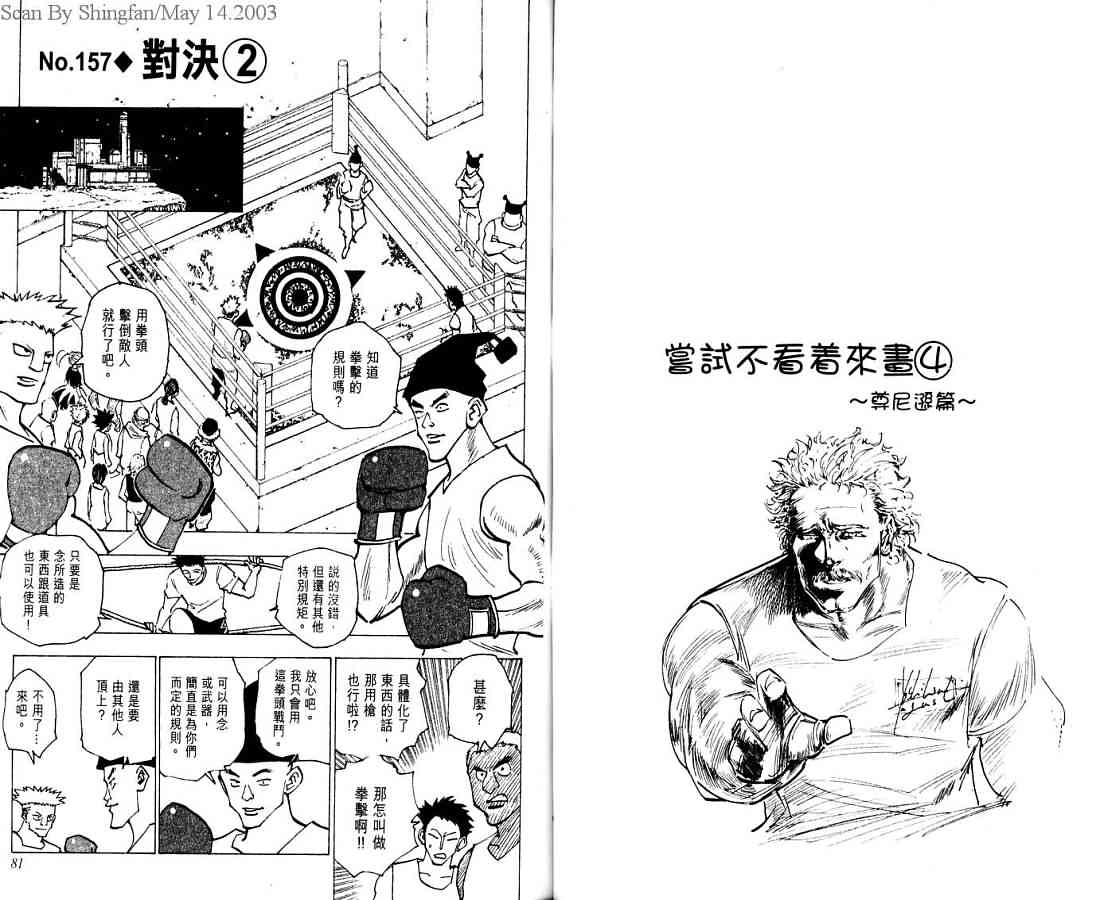 Scan By Shingfan/May 14.2003
No.157◆ 對決②
知道
拳擊的
規則嗎?
用拳頭
擊倒敵人
就行了吧。
說的沒錯，
但還有其他
特別規矩。
只要是
念所造的
東西跟道具
也可以使用!
甚麼?
具體化了
東西的話，
那用槍
也行啦!?
那怎叫做
拳擊啊!!
放心吧。
我只會用
這拳頭戰鬥。
可以用念
或武器，
簡直是為你們
而定的規則。
還是要
由其他人
頂上?
不用了…
來吧。
81
嘗試不看着來畫④
～尊尼遜篇～